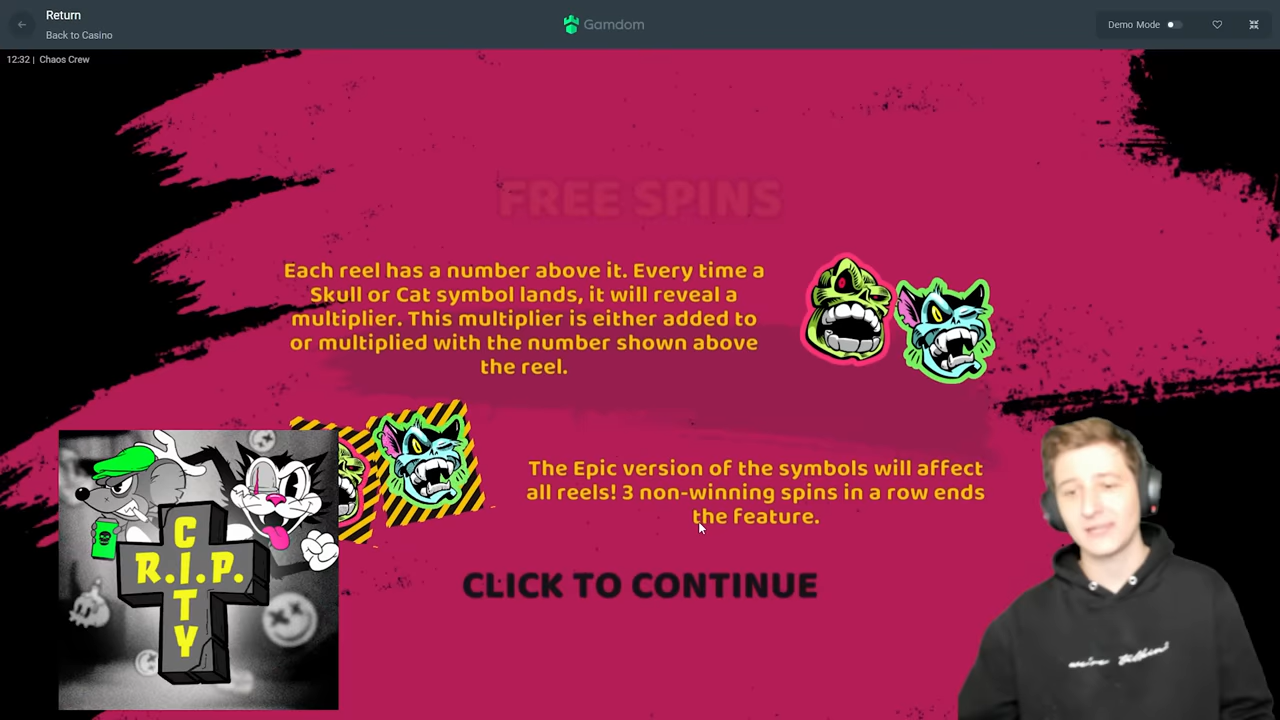 Return
Back to Casino
Gamdom
Demo Mode
12:32 | Chaos Crew
FREE SPINS
Each reel has a number above it. Every time a
Skull or Cat symbol lands, it will reveal a
multiplier. This multiplier is either added to
or multiplied with the number shown above
the reel.
The Epic version of the symbols will affect
all reels! 3 non-winning spins in a row ends
the feature.
CLICK TO CONTINUE
R.I.P.
CITY